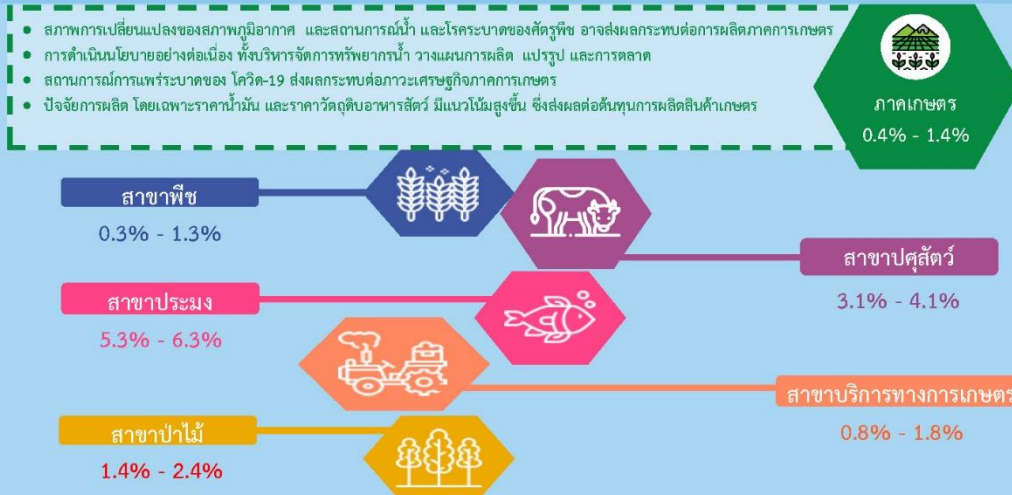 สภาพการเปลี่ยนแปลงของสภาพภูมิอากาศ และสถานการณ์น้ำ และโรคระบาดของศัตรูพืช อาจส่งผลกระทบต่อการผลิตภาคการเกษตร
การดำเนินนโยบายอย่างต่อเนื่อง ทั้งบริหารจัดการทรัพยากรน้ำ วางแผนการผลิต แปรรูป และการตลาด
สถานการณ์การแพร่ระบาดของ โควิด-19 ส่งผลกระทบต่อภาวะเศรษฐกิจภาคการเกษตร
ปัจจัยการผลิต โดยเฉพาะราคาน้ำมัน และราคาวัตถุดิบอาหารสัตว์ มีแนวโน้มสูงขึ้น ซึ่งส่งผลต่อต้นทุนการผลิตสินค้าเกษตร
ภาคเกษตร
0.4% - 1.4%
สาขาพืช
0.3% - 1.3%
สาขาปศุสัตว์
3.1% - 4.1%
สาขาประมง
5.3% - 6.3%
สาขาบริการทางการเกษตร
0.8% - 1.8%
สาขาป่าไม้
1.4% - 2.4%